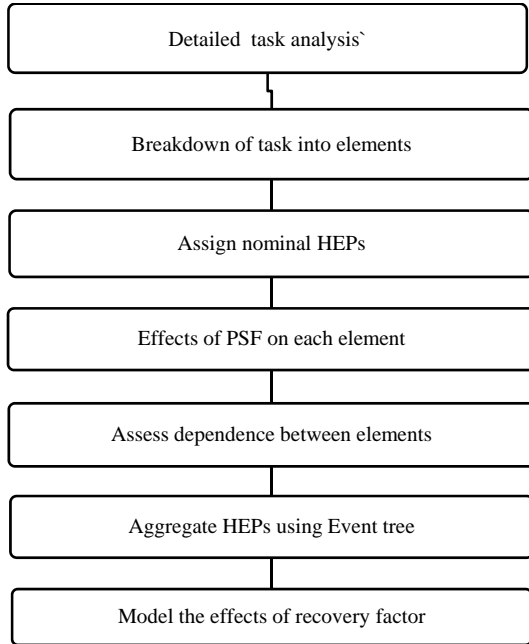 Detailed task analysis`
Breakdown of task into elements
Assign nominal HEPs
Effects of PSF on each element
Assess dependence between elements
Aggregate HEPs using Event tree
Model the effects of recovery factor